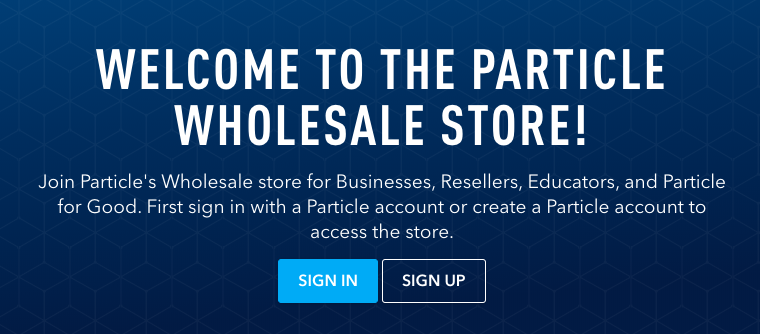 WELCOME TO THE PARTICLE
WHOLESALE STORE!
Join Particle's Wholesale store for Businesses, Resellers, Educators, and Particle
for Good. First sign in with a Particle account or create a Particle account to
access the store.
SIGN IN SIGN UP